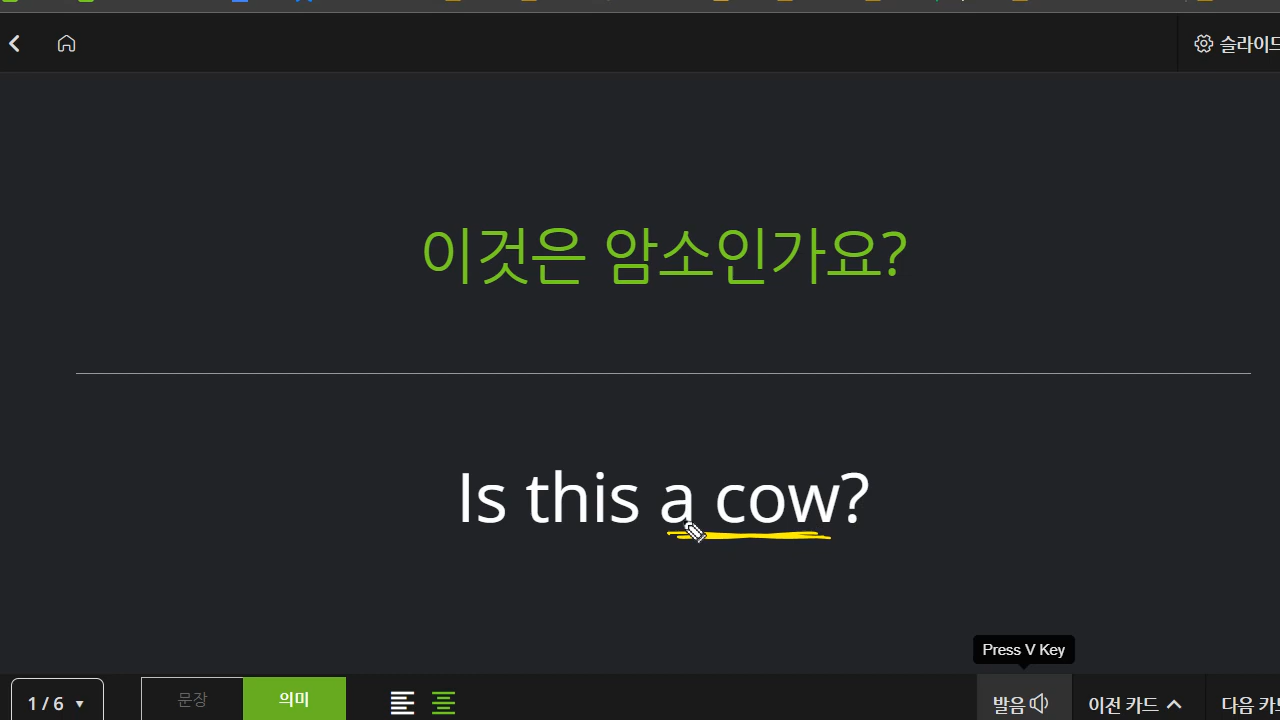 슬라이드
이것은 암소인가요?
Is this a cow?
Press V Key
1 / 6 ▼
문장
의미
발음
이전 카드
다음